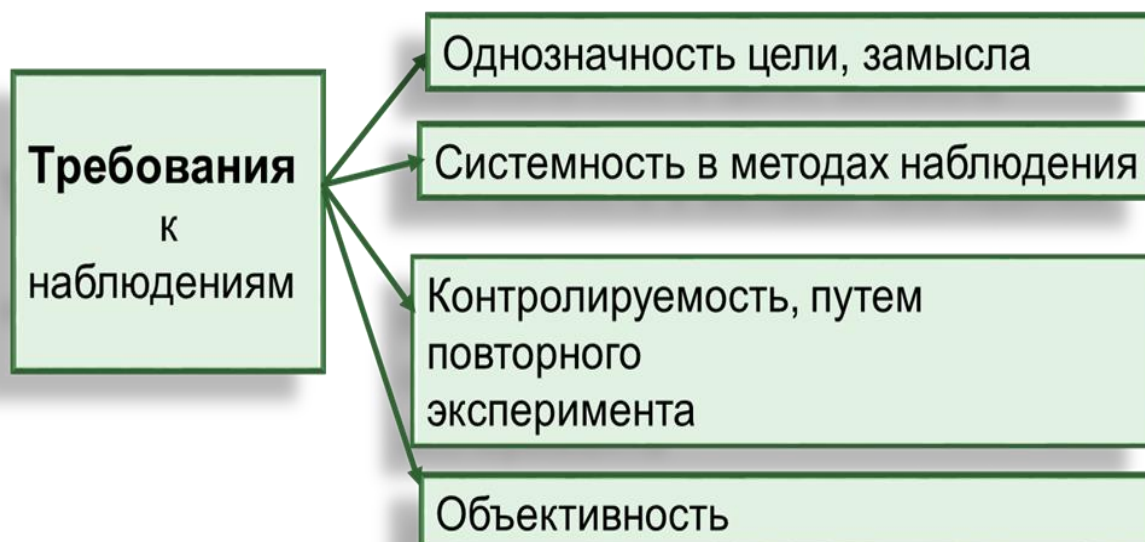 Требования
к
наблюдениям
Однозначность цели, замысла
Системность в методах наблюдения
Контролируемость, путем
повторного
эксперимента
Объективность